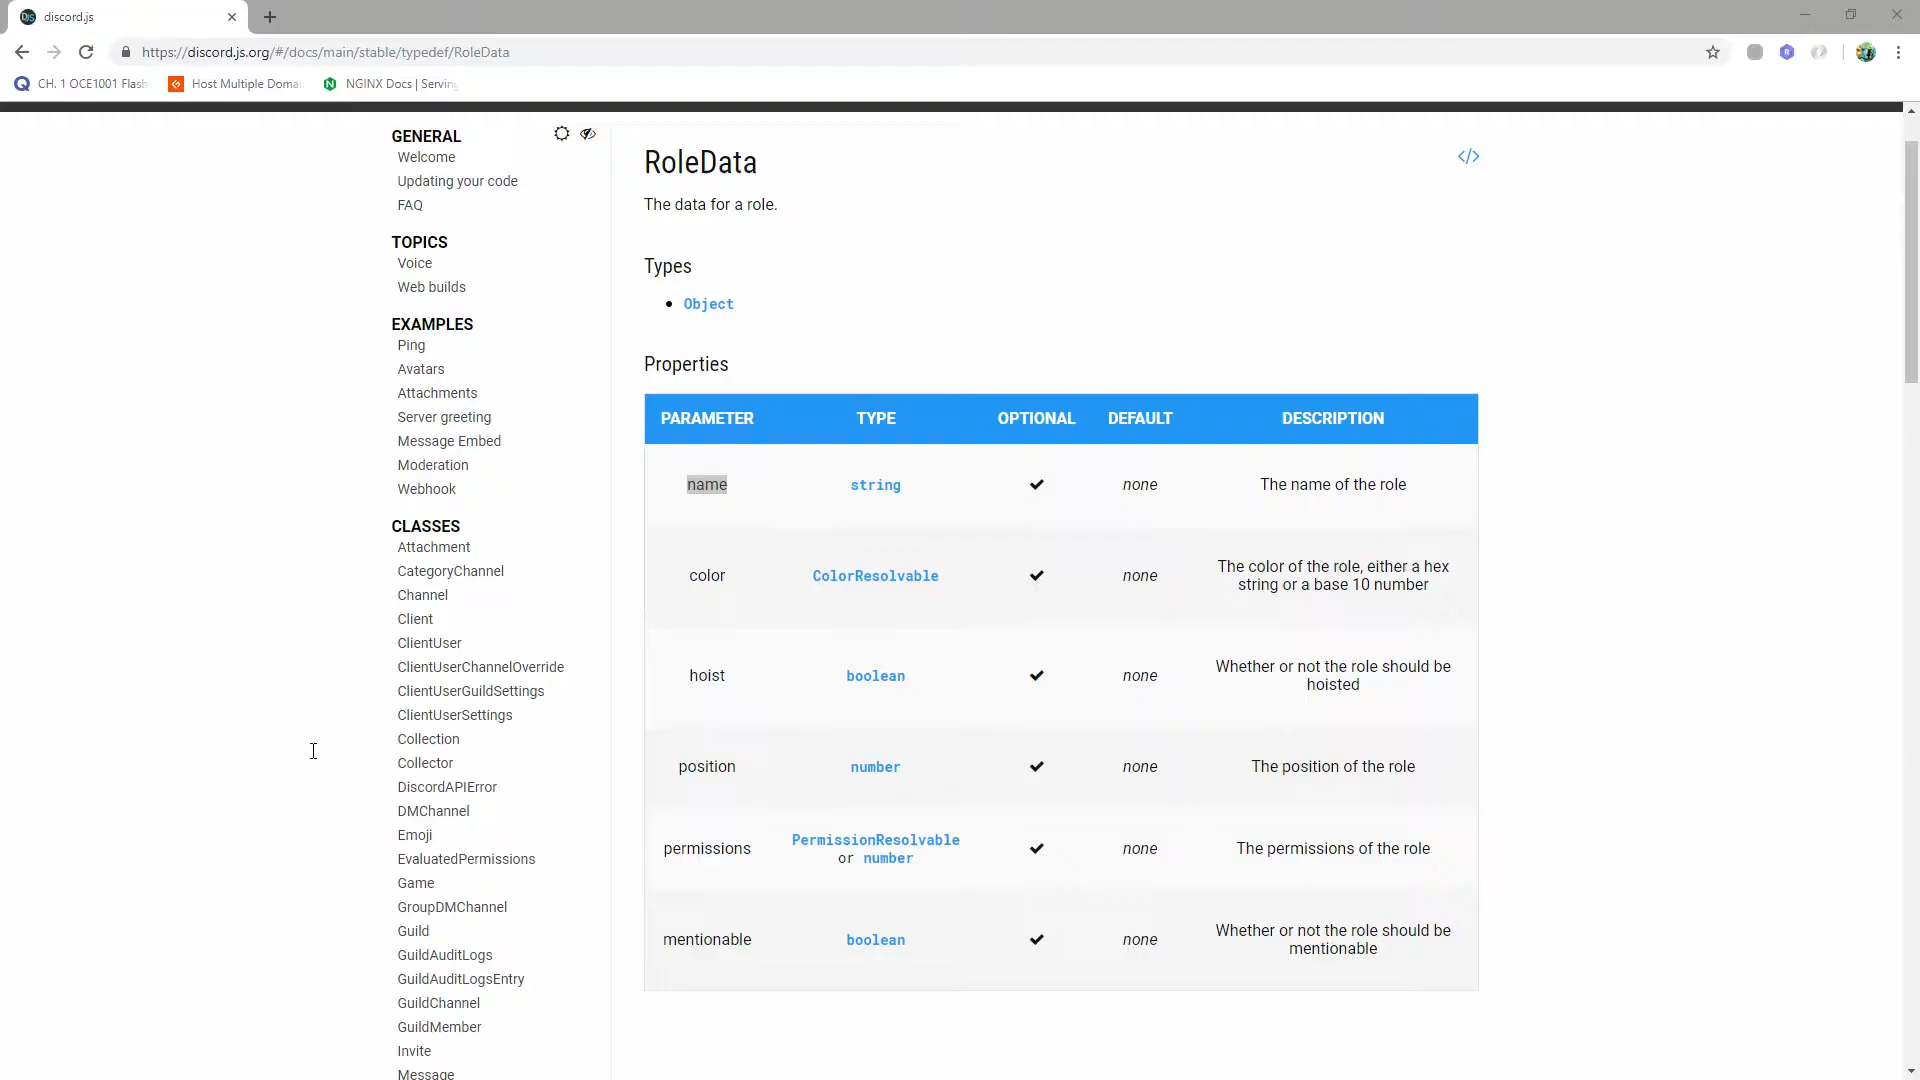 discord.js
https://discord.js.org/#/docs/main/stable/typedef/RoleData
CH. 1 OCE1001 Flash
Host Multiple Domai
NGINX Docs | Serving
GENERAL
Welcome
Updating your code
FAQ
TOPICS
Voice
Web builds
EXAMPLES
Ping
Avatars
Attachments
Server greeting
Message Embed
Moderation
Webhook
CLASSES
Attachment
CategoryChannel
Channel
Client
ClientUser
ClientUserChannelOverride
ClientUserGuildSettings
ClientUserSettings
Collection
Collector
DiscordAPIError
DMChannel
Emoji
EvaluatedPermissions
Game
GroupDMChannel
Guild
GuildAuditLogs
GuildAuditLogsEntry
GuildChannel
GuildMember
Invite
Message
RoleData
</>
The data for a role.
Types
Object
Properties
PARAMETER TYPE OPTIONAL DEFAULT DESCRIPTION
name string ✔ none The name of the role
color ColorResolvable ✔ none The color of the role, either a hex
string or a base 10 number
hoist boolean ✔ none Whether or not the role should be
hoisted
position number ✔ none The position of the role
permissions PermissionResolvable
or number ✔ none The permissions of the role
mentionable boolean ✔ none Whether or not the role should be
mentionable